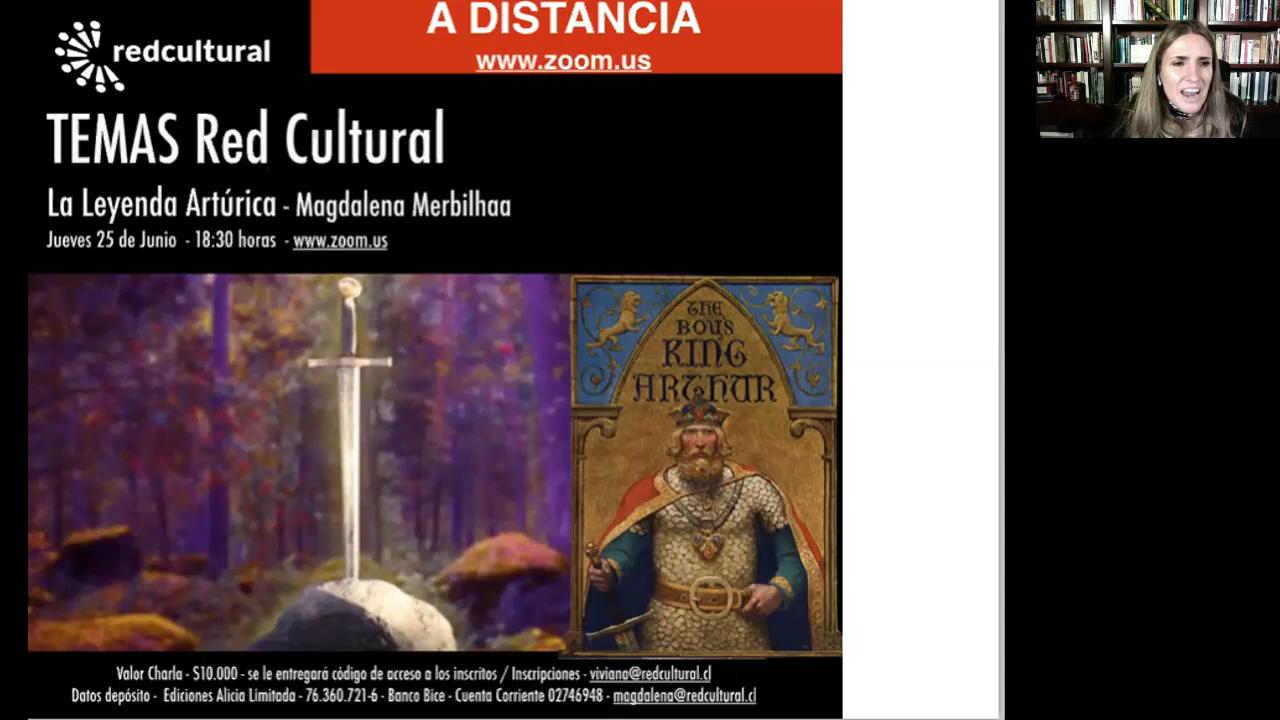 A DISTANCIA
www.zoom.us
redcultural
TEMAS Red Cultural
La Leyenda Artúrica - Magdalena Merbilhaa
Jueves 25 de Junio - 18:30 horas - www.zoom.us
THE
BOYS
KING
ARTHUR
Valor Charla - $10.000 - se le entregará código de acceso a los inscritos / Inscripciones - viviana@redcultural.cl
Datos depósito - Ediciones Alicia Limitada - 76.360.721-6 - Banco Bice - Cuenta Corriente 02746948 - magdalena@redcultural.cl